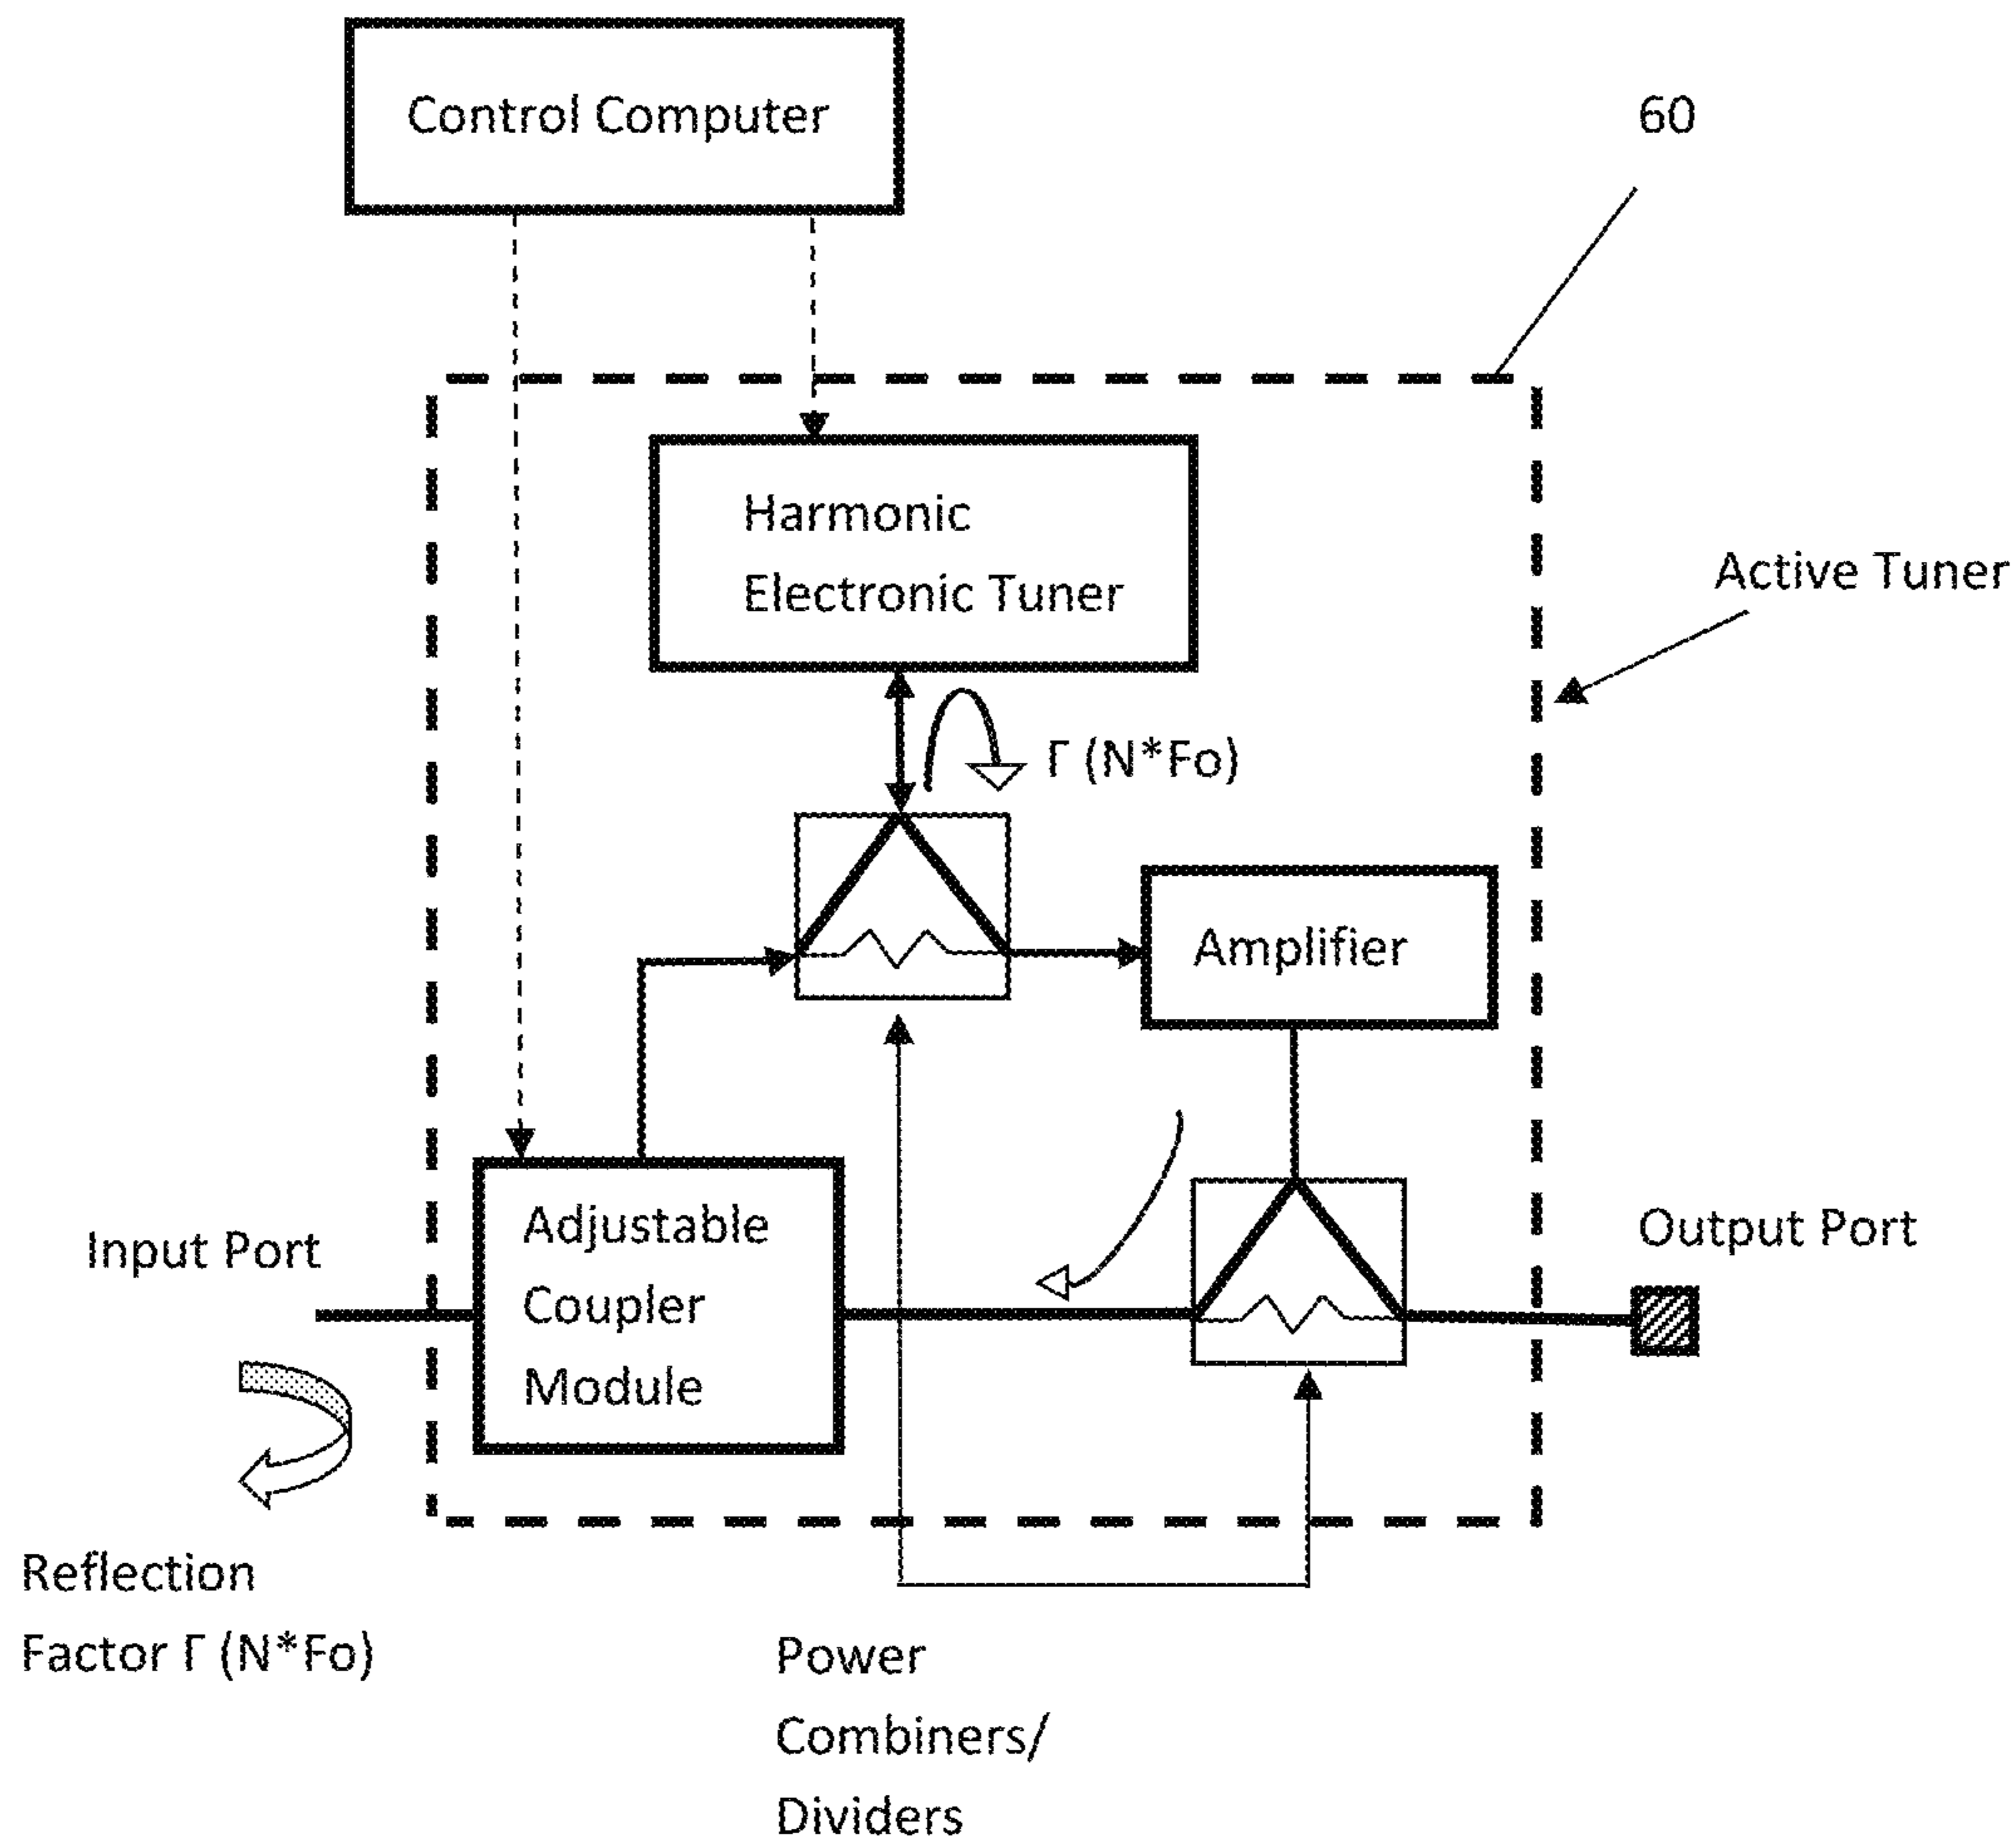 Control Computer
60
Harmonic
Electronic Tuner
Active Tuner
Γ (N*Fo)
Amplifier
Adjustable
Coupler
Module
Input Port
Output Port
Reflection
Factor Γ (N*Fo)
Power
Combiners/
Dividers